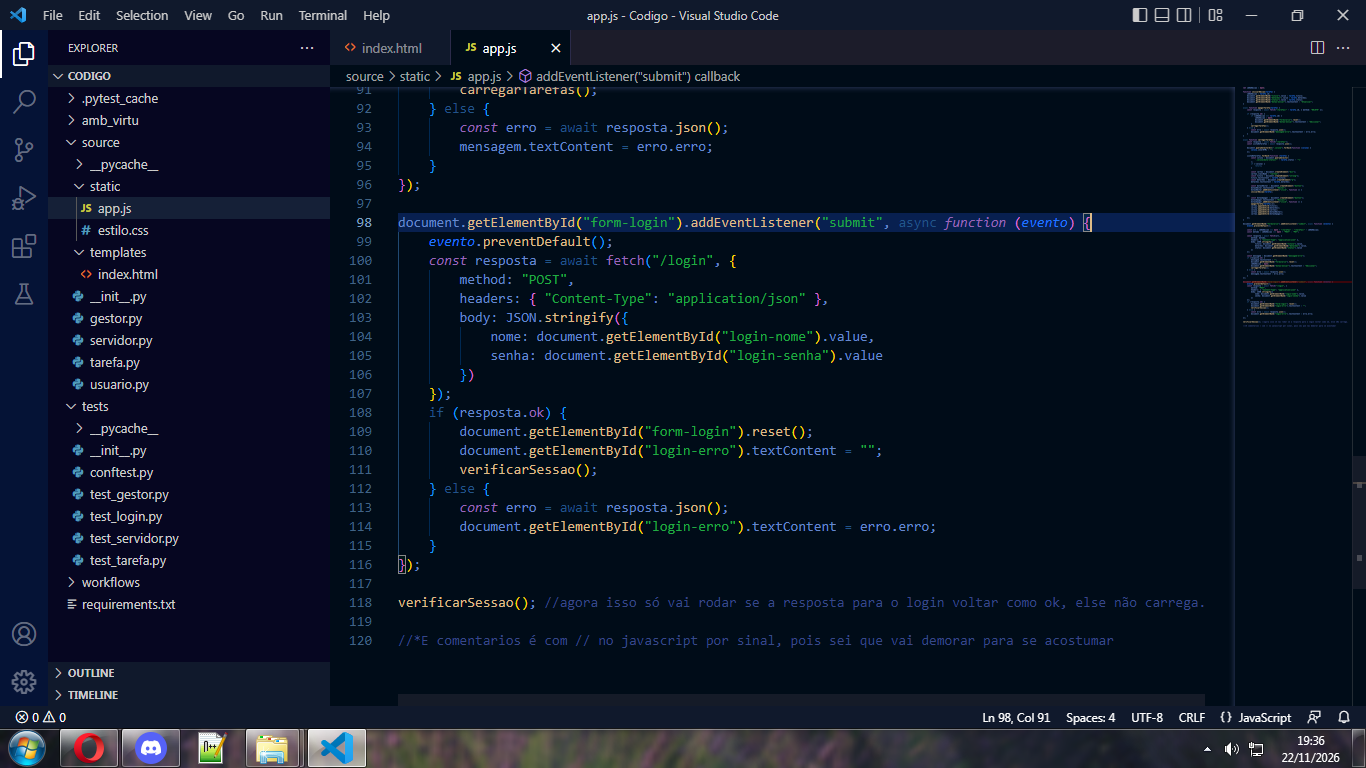 File Edit Selection View Go Run Terminal Help
app.js - Codigo - Visual Studio Code
EXPLORER
CODIGO
.pytest_cache
amb_virtu
source
__pycache__
static
JS app.js
# estilo.css
templates
<> index.html
__init__.py
gestor.py
servidor.py
tarefa.py
usuario.py
tests
__pycache__
__init__.py
conftest.py
test_gestor.py
test_login.py
test_servidor.py
test_tarefa.py
workflows
requirements.txt
OUTLINE
TIMELINE
<> index.html
JS app.js
source > static > JS app.js > addEventListener("submit") callback
91 carregarTarefas();
92 } else {
93 const erro = await resposta.json();
94 mensagem.textContent = erro.erro;
95 }
96 });
97
98 document.getElementById("form-login").addEventListener("submit", async function (evento) {
99 evento.preventDefault();
100 const resposta = await fetch("/login", {
101 method: "POST",
102 headers: { "Content-Type": "application/json" },
103 body: JSON.stringify({
104 nome: document.getElementById("login-nome").value,
105 senha: document.getElementById("login-senha").value
106 })
107 });
108 if (resposta.ok) {
109 document.getElementById("form-login").reset();
110 document.getElementById("login-erro").textContent = "";
111 verificarSessao();
112 } else {
113 const erro = await resposta.json();
114 document.getElementById("login-erro").textContent = erro.erro;
115 }
116 });
117
118 verificarSessao(); //agora isso só vai rodar se a resposta para o login voltar como ok, else não carrega.
119
120 //*E comentarios é com // no javascript por sinal, pois sei que vai demorar para se acostumar
0 0
Ln 98, Col 91 Spaces: 4 UTF-8 CRLF {} JavaScript
19:36
22/11/2026